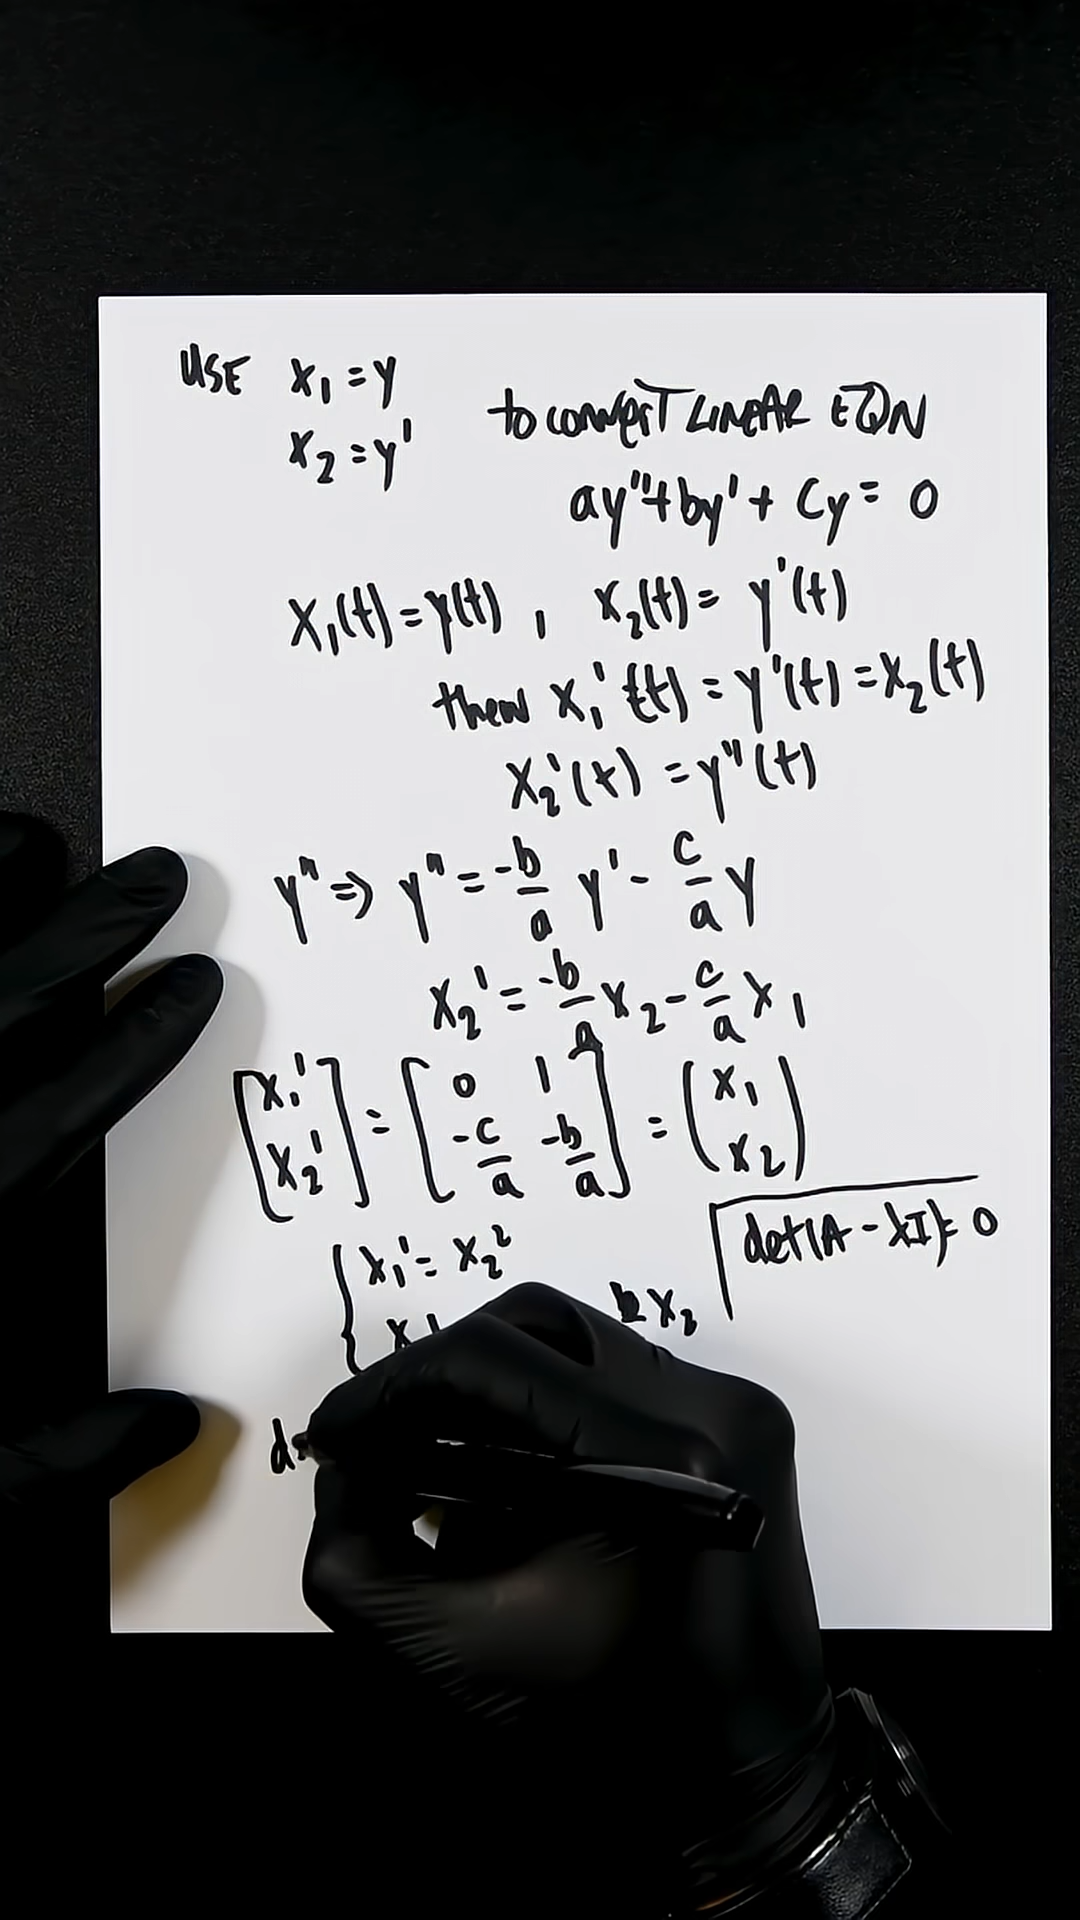 USE x₁ = y
x₂ = y'
to convert LINEAR EQN
ay'' + by' + Cy = 0
x₁(t) = y(t) , x₂(t) = y'(t)
then x₁'(t) = y'(t) = x₂(t)
x₂'(t) = y''(t)
y'' ⇒ y'' = -b/a y' - c/a y
x₂' = -b/a x₂ - c/a x₁
[x₁' x₂'] = [0 1 -c/a -b/a] = (x₁ x₂)
det(A - λI) = 0
{ x₁' = x₂²
x₂